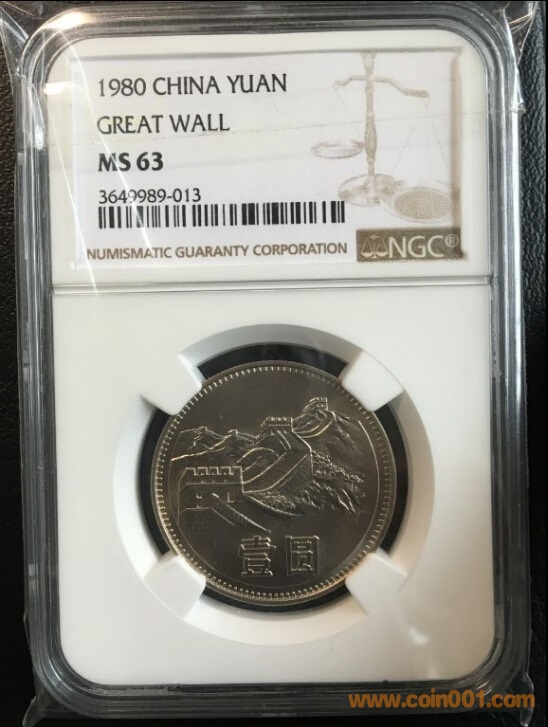 1980 CHINA YUAN
GREAT WALL
MS 63
3649989-013
NUMISMATIC GUARANTY CORPORATION
NGC®
壹圆
www.coin001.com